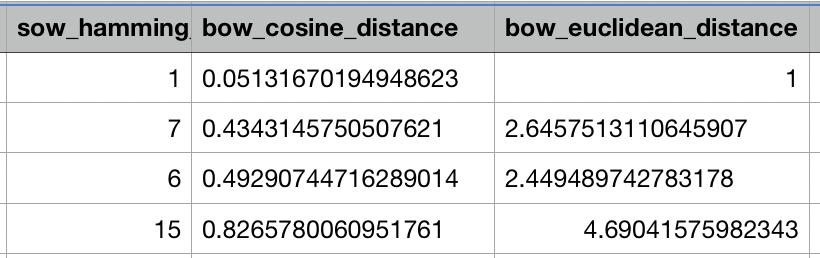 sow_hamming_ bow_cosine_distance bow_euclidean_distance
1 0.05131670194948623 1
7 0.4343145750507621 2.6457513110645907
6 0.49290744716289014 2.449489742783178
15 0.8265780060951761 4.69041575982343